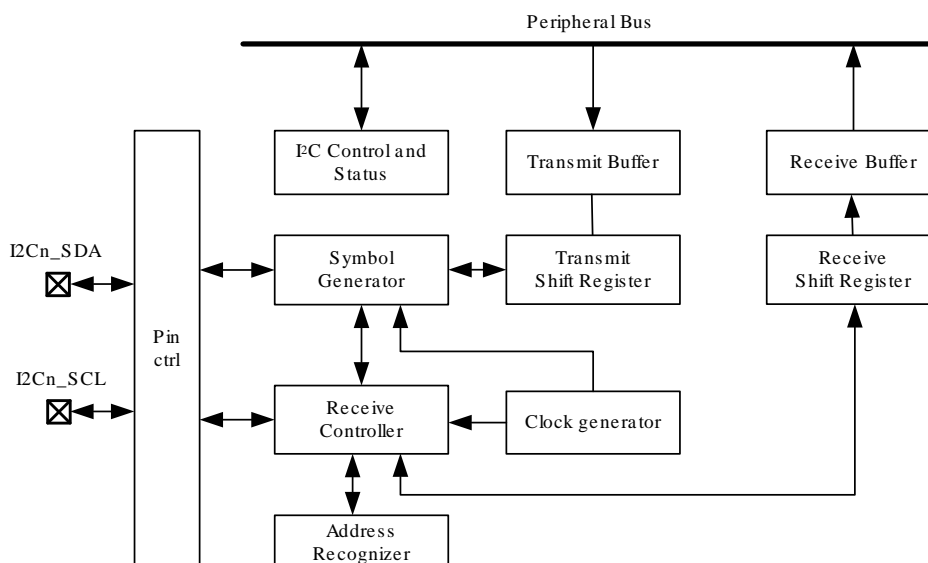 Peripheral Bus
I²C Control and
Status
Transmit Buffer
Receive Buffer
I2Cn_SDA
Symbol
Generator
Transmit
Shift Register
Receive
Shift Register
Pin
ctrl
I2Cn_SCL
Receive
Controller
Clock generator
Address
Recognizer